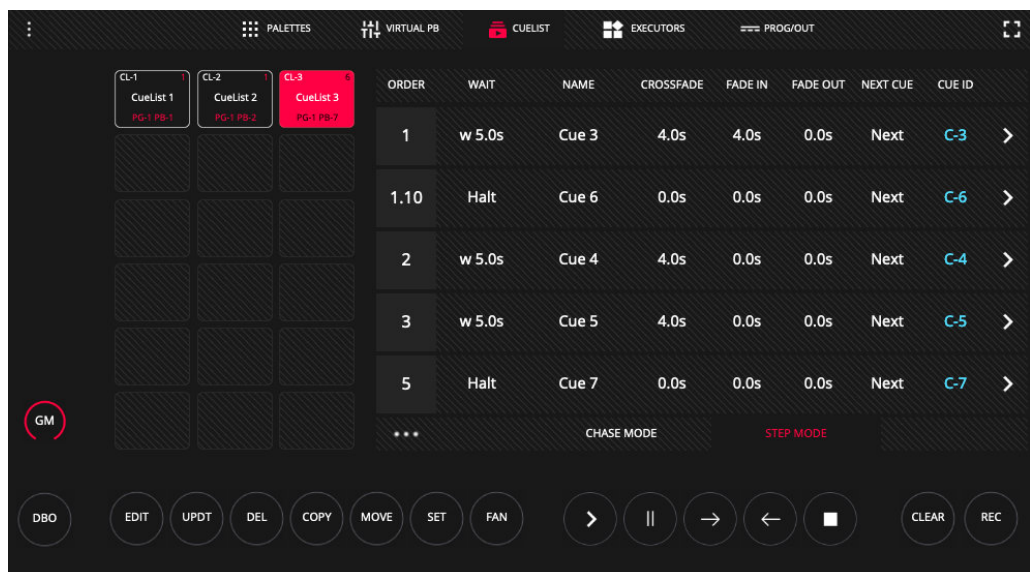 PALETTES VIRTUAL PB CUELIST EXECUTORS PROG/OUT
CL-1 1 CL-2 1 CL-3 6
CueList 1 CueList 2 CueList 3
PG-1 PB-1 PG-1 PB-2 PG-1 PB-7
ORDER WAIT NAME CROSSFADE FADE IN FADE OUT NEXT CUE CUE ID
1 w 5.0s Cue 3 4.0s 4.0s 0.0s Next C-3
1.10 Halt Cue 6 0.0s 0.0s 0.0s Next C-6
2 w 5.0s Cue 4 4.0s 0.0s 0.0s Next C-4
3 w 5.0s Cue 5 4.0s 0.0s 0.0s Next C-5
5 Halt Cue 7 0.0s 0.0s 0.0s Next C-7
GM
CHASE MODE STEP MODE
DBO EDIT UPDT DEL COPY MOVE SET FAN CLEAR REC